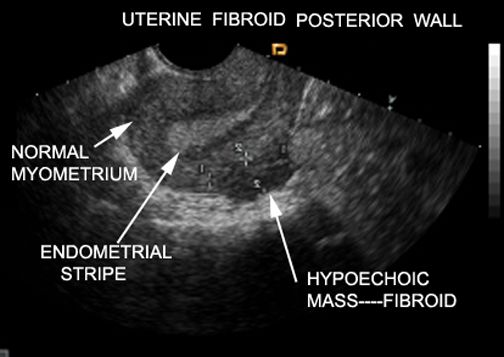 UTERINE FIBROID POSTERIOR WALL
NORMAL
MYOMETRIUM
ENDOMETRIAL
STRIPE
HYPOECHOIC
MASS----FIBROID